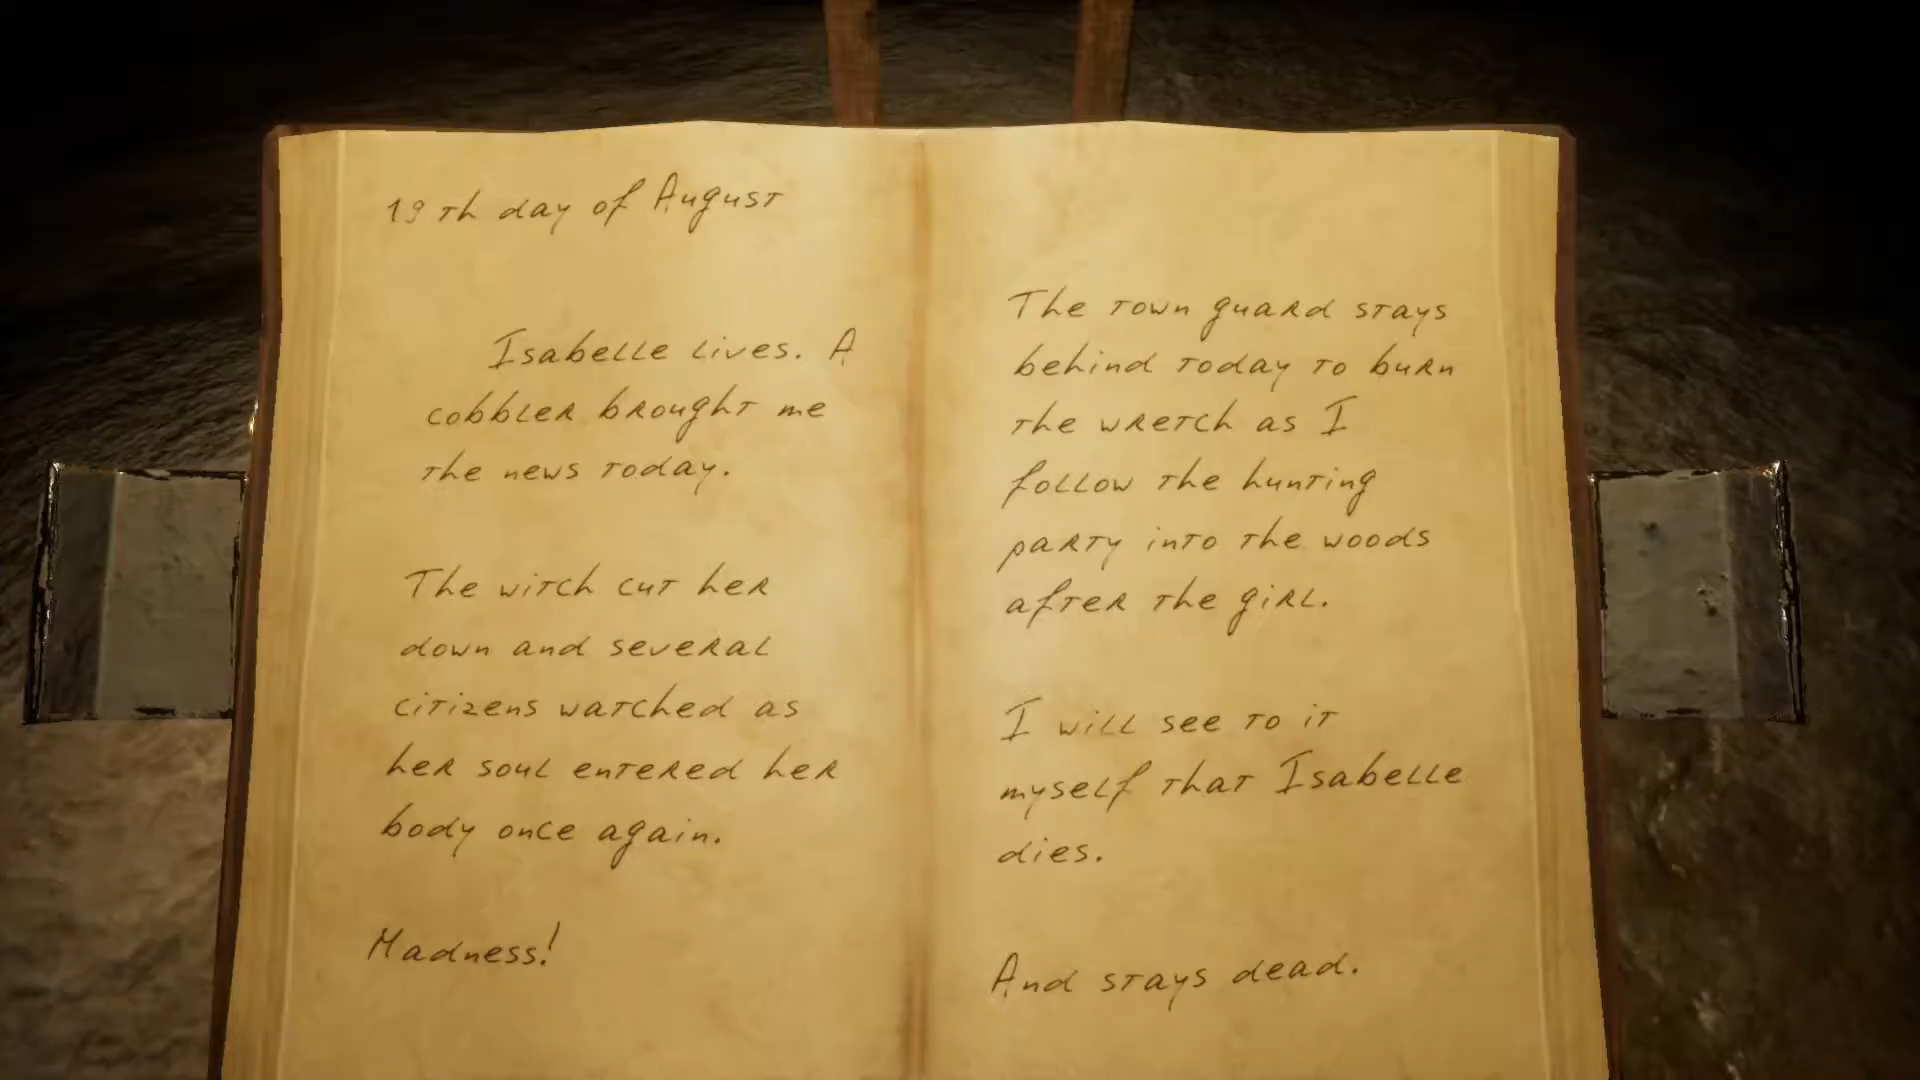 19th day of August
Isabelle lives. A
cobbler brought me
the news today.
The witch cut her
down and several
citizens watched as
her soul entered her
body once again.
Madness!
The town guard stays
behind today to burn
the wretch as I
follow the hunting
party into the woods
after the girl.
I will see to it
myself that Isabelle
dies.
And stays dead.